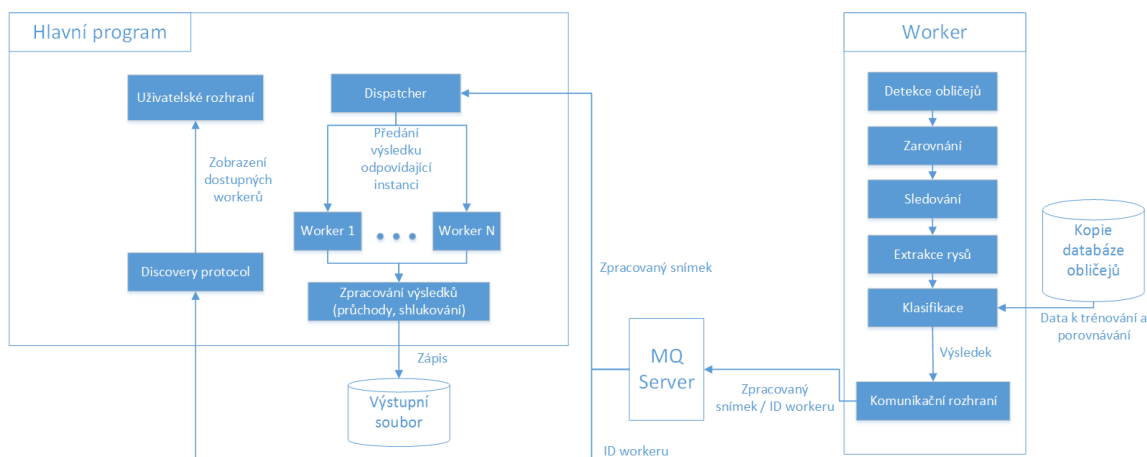 Hlavní program
Uživatelské rozhraní
Zobrazení
dostupných
workerů
Discovery protocol
Dispatcher
Předání
výsledku
odpovídající
instanci
Worker 1
Worker N
Zpracování výsledků
(průchody, shlukování)
Zápis
Výstupní
soubor
Zpracovaný snímek
ID workeru
MQ
Server
Zpracovaný
snímek / ID workeru
Worker
Detekce obličejů
Zarovnání
Sledování
Extrakce rysů
Klasifikace
Výsledek
Komunikační rozhraní
Kopie
databáze
obličejů
Data k trénování a
porovnávání